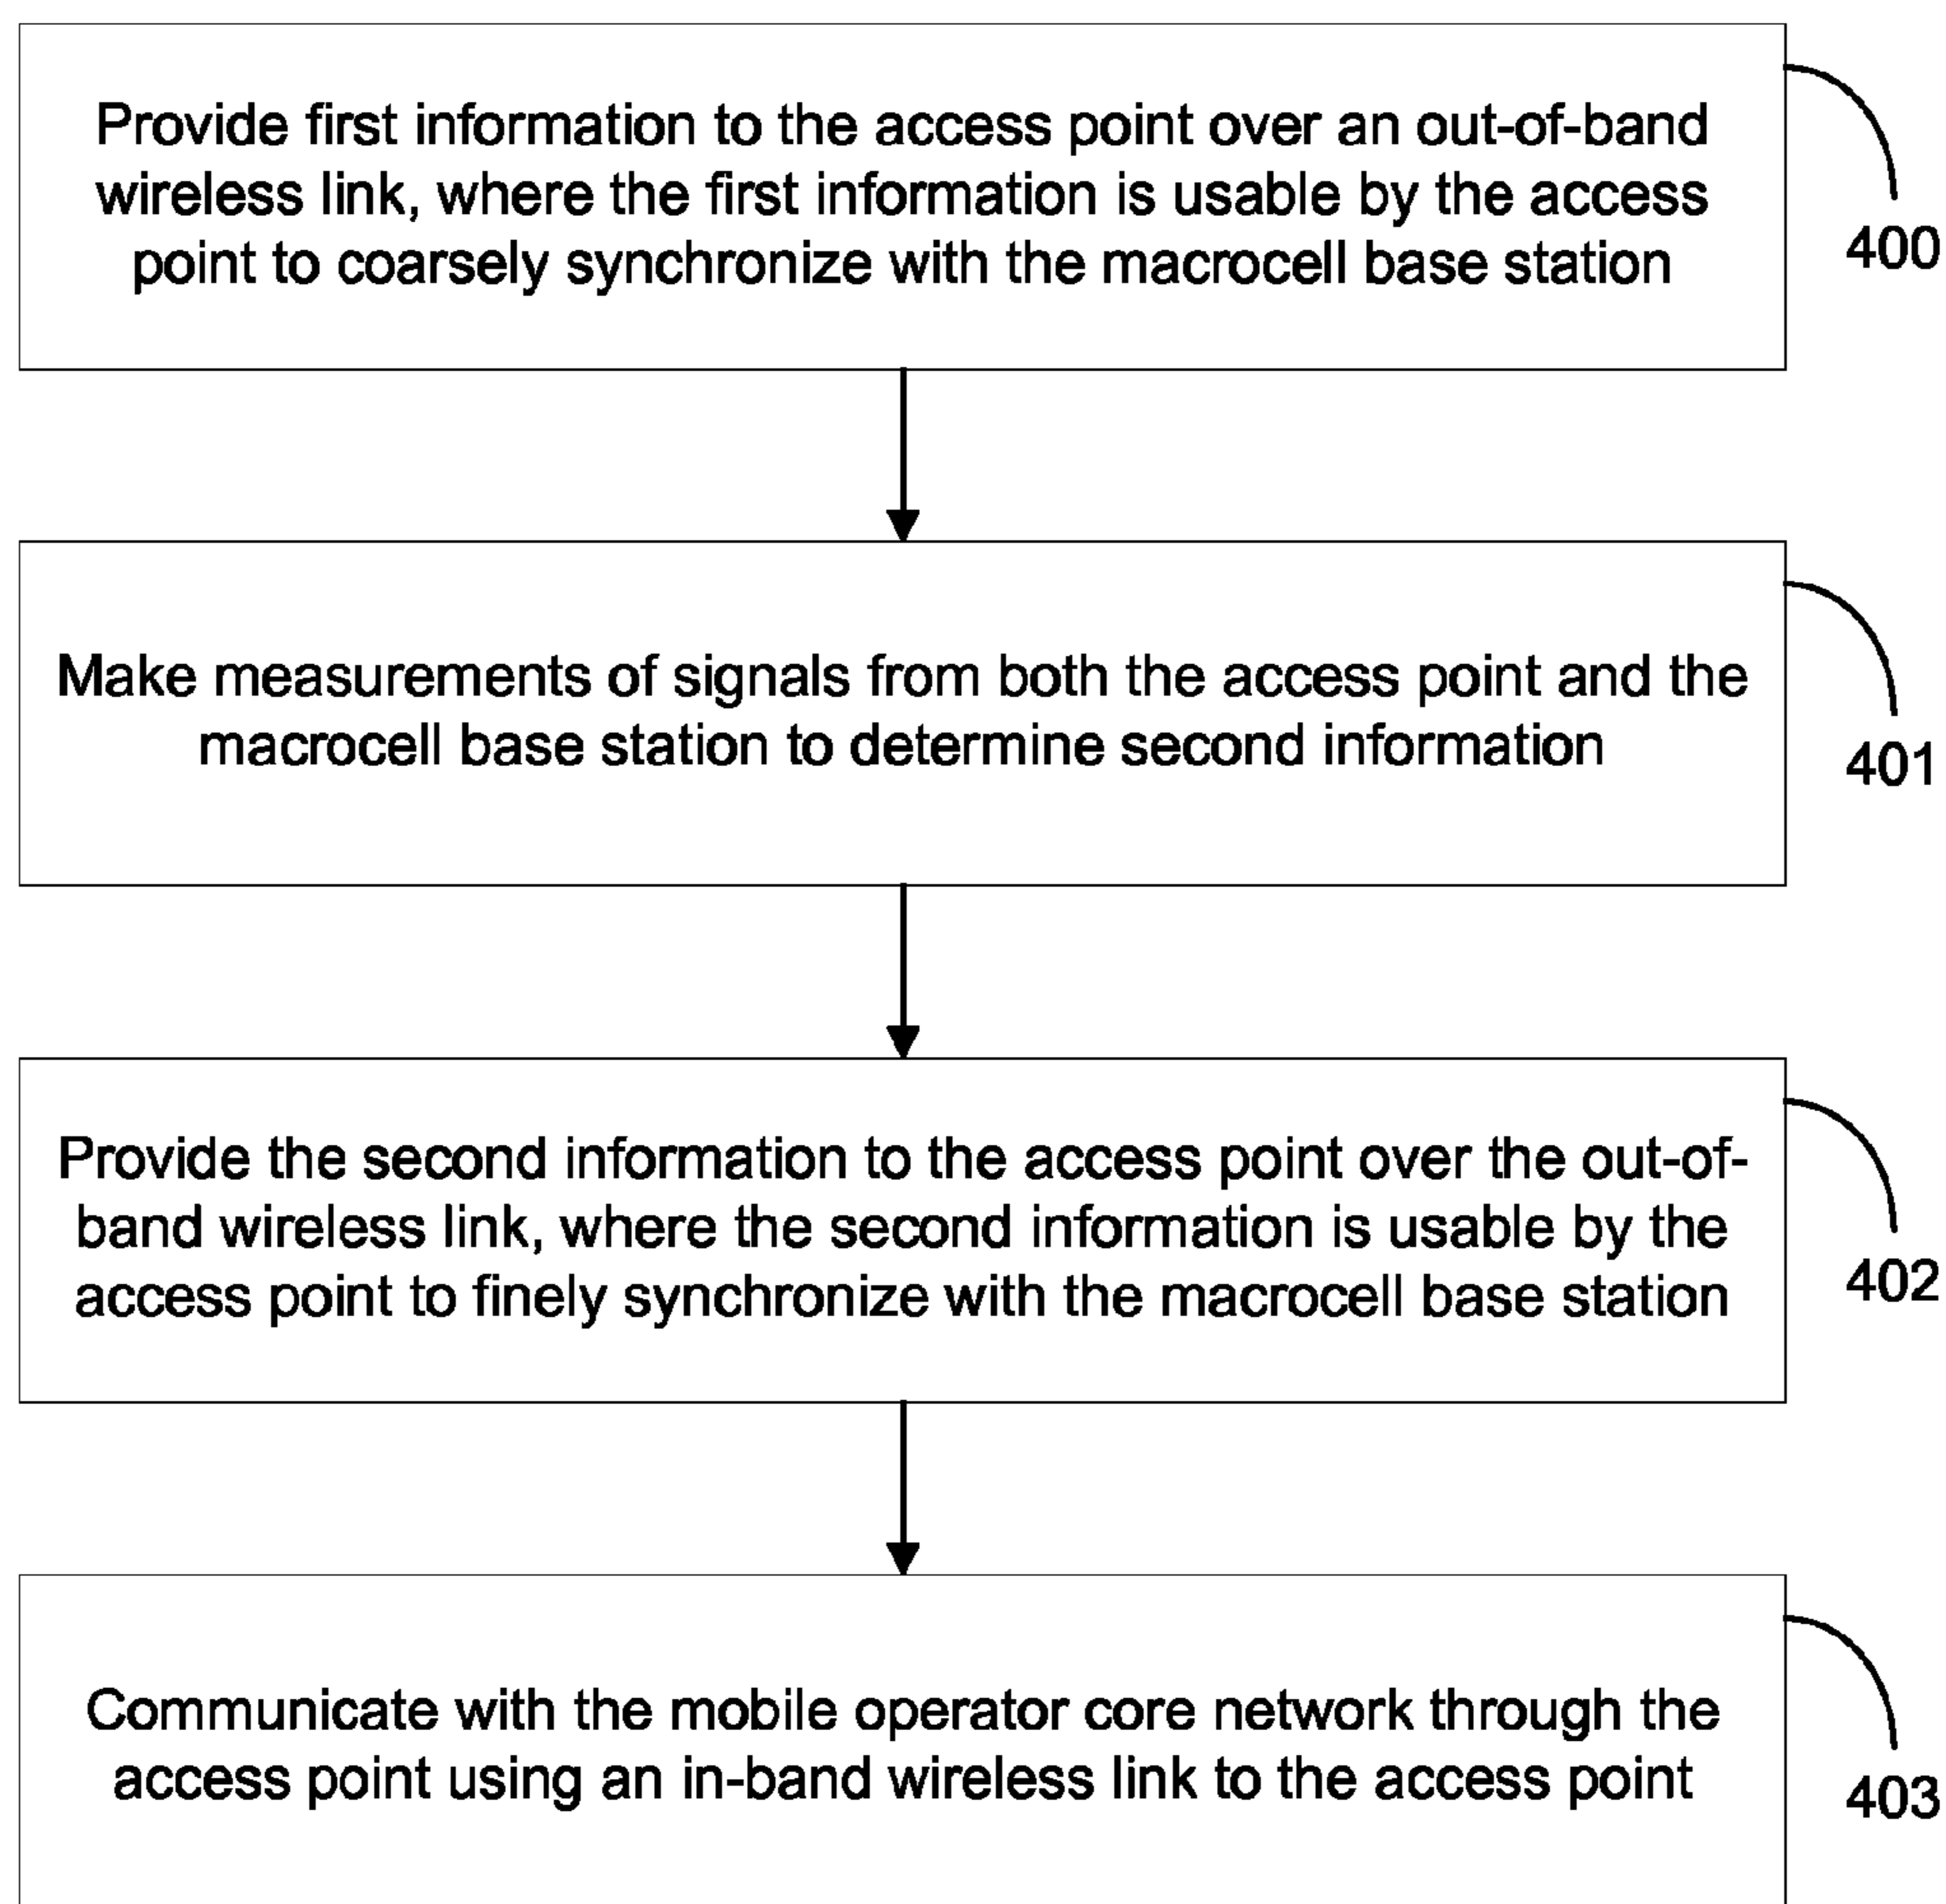 Provide first information to the access point over an out-of-band
wireless link, where the first information is usable by the access
point to coarsely synchronize with the macrocell base station
400
Make measurements of signals from both the access point and the
macrocell base station to determine second information
401
Provide the second information to the access point over the out-of-
band wireless link, where the second information is usable by the
access point to finely synchronize with the macrocell base station
402
Communicate with the mobile operator core network through the
access point using an in-band wireless link to the access point
403